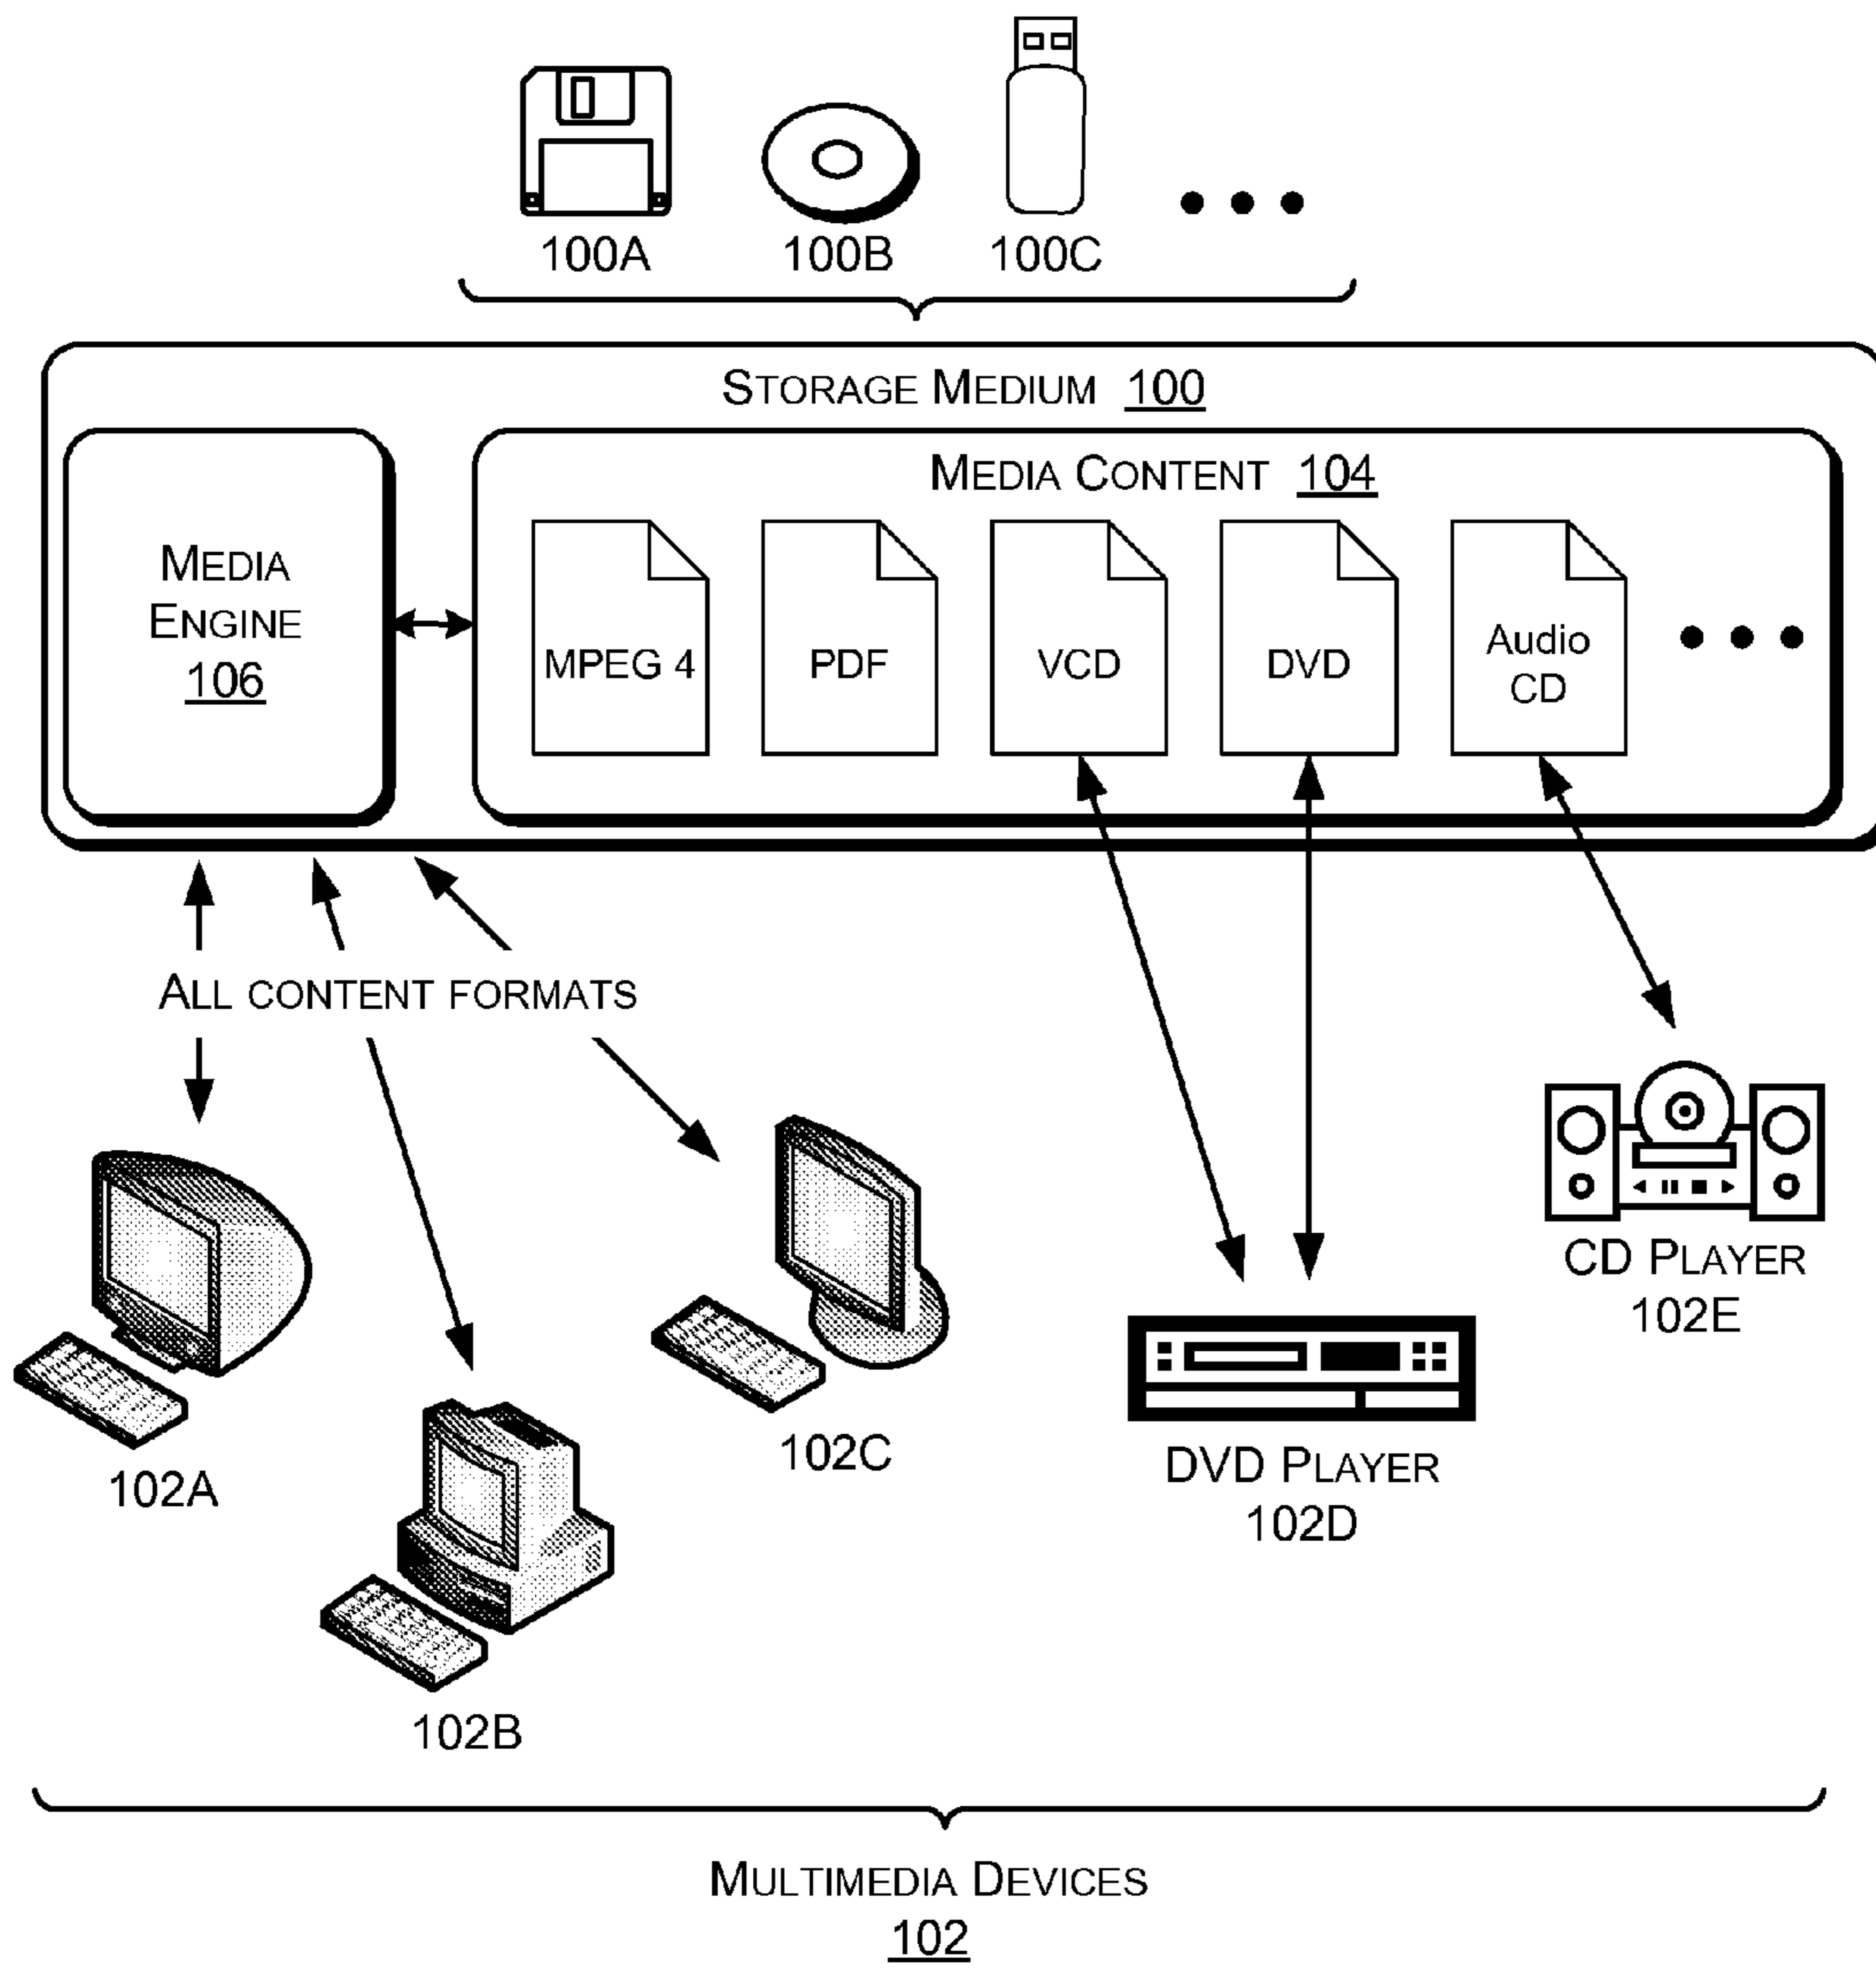 100A
100B
100C
STORAGE MEDIUM 100
MEDIA CONTENT 104
MEDIA
ENGINE
106
MPEG 4
PDF
VCD
DVD
Audio
CD
ALL CONTENT FORMATS
102A
102B
102C
DVD PLAYER
102D
CD PLAYER
102E
MULTIMEDIA DEVICES
102